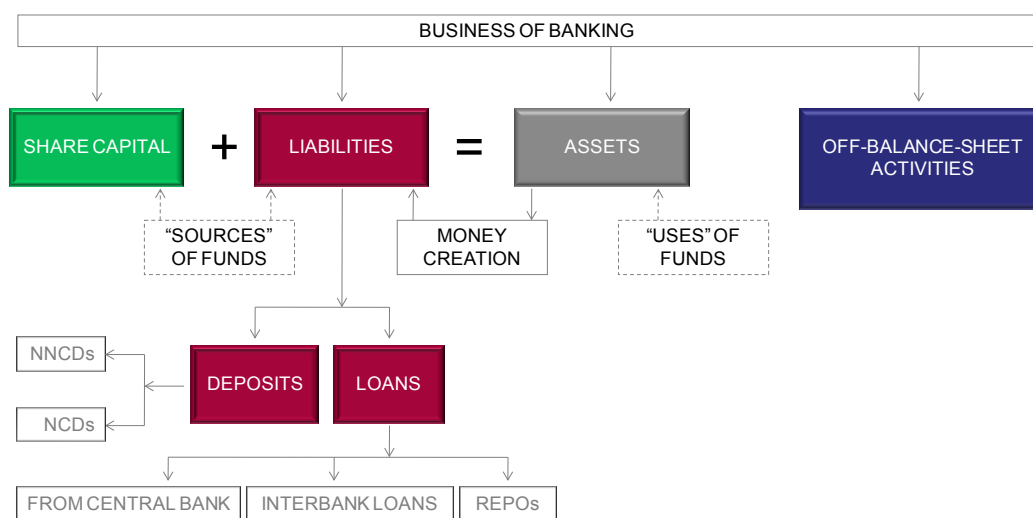 BUSINESS OF BANKING
SHARE CAPITAL
+
LIABILITIES
=
ASSETS
OFF-BALANCE-SHEET
ACTIVITIES
“SOURCES”
OF FUNDS
MONEY
CREATION
“USES” OF
FUNDS
NNCDs
DEPOSITS
LOANS
NCDs
FROM CENTRAL BANK
INTERBANK LOANS
REPOs